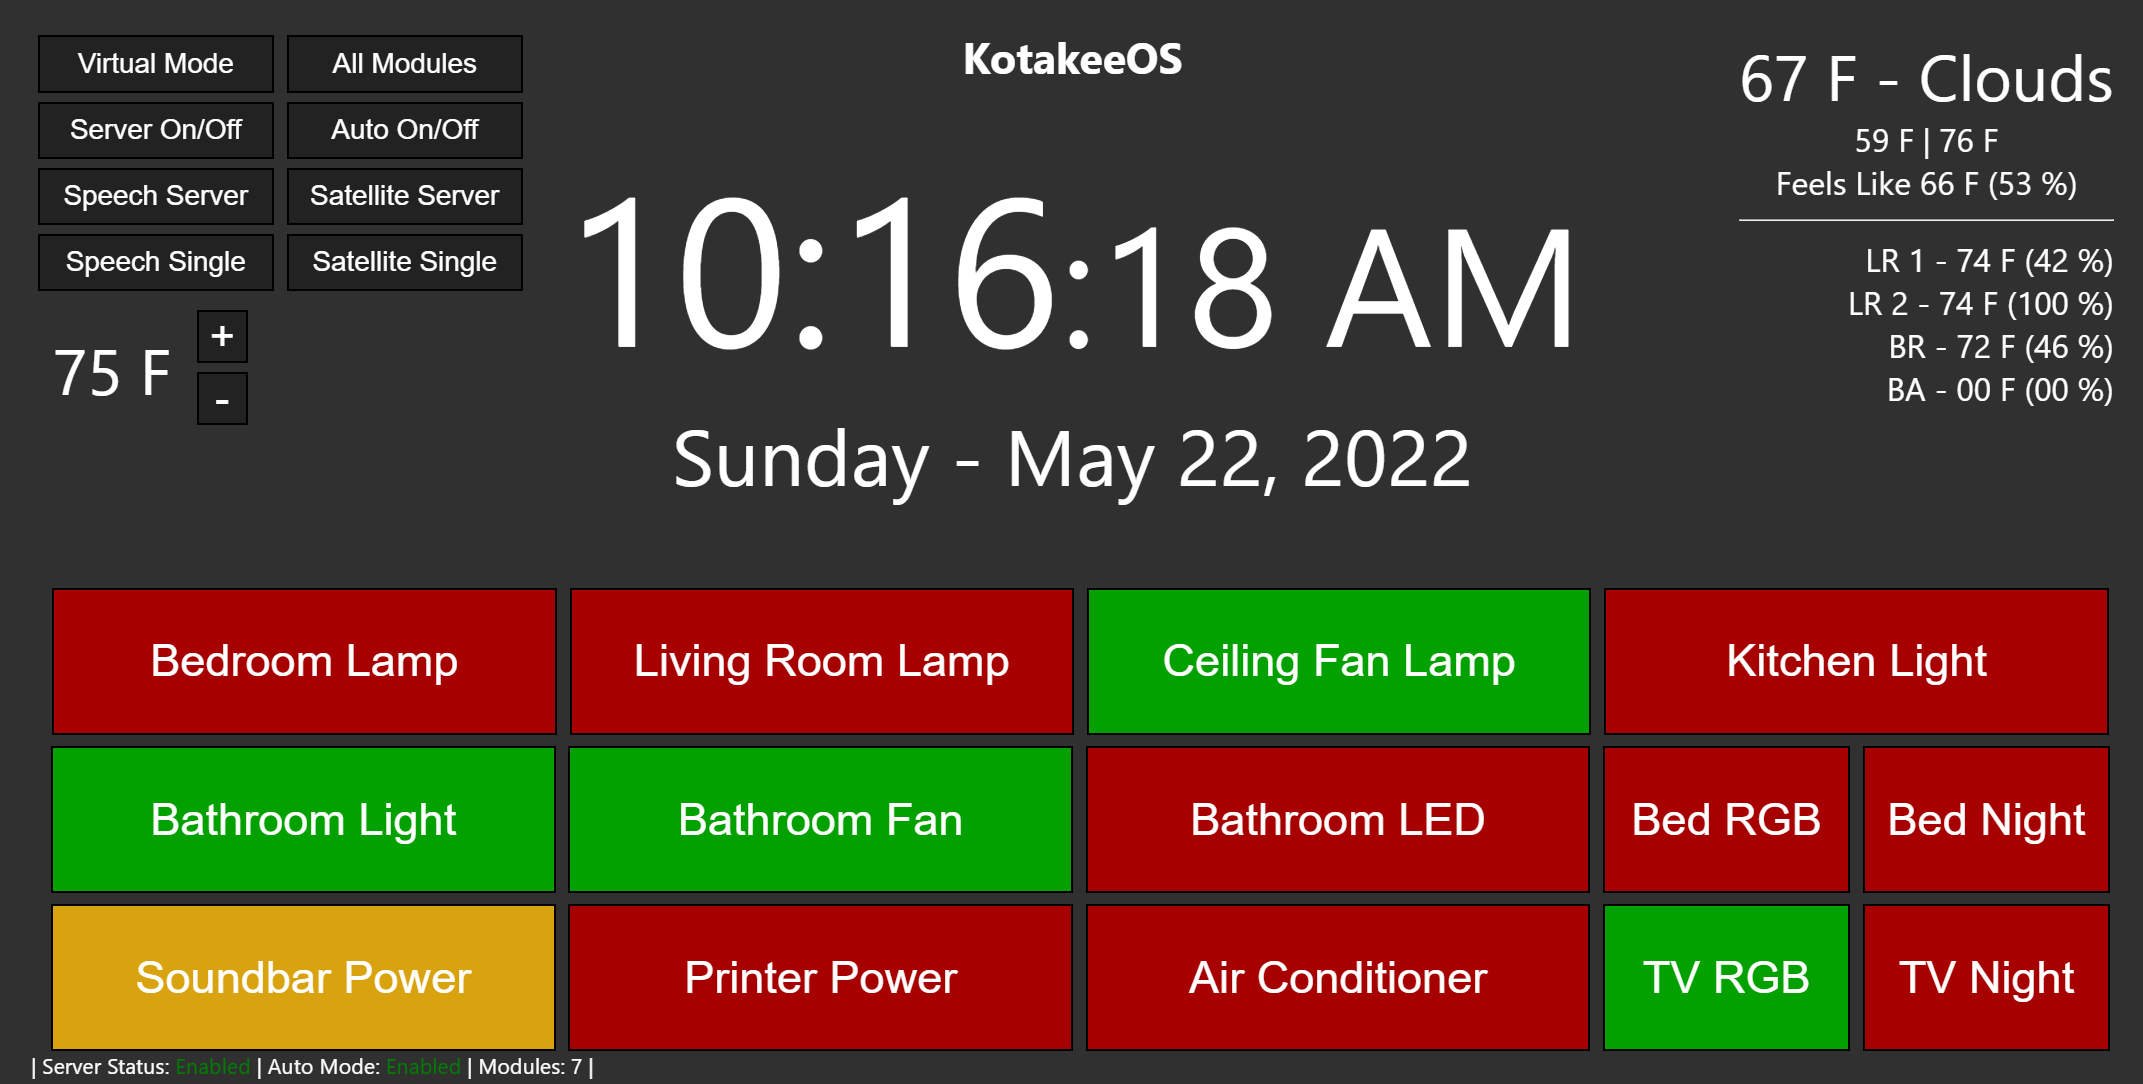 Virtual Mode
All Modules
Server On/Off
Auto On/Off
Speech Server
Satellite Server
Speech Single
Satellite Single
75 F
+
-
KotakeeOS
10:16:18 AM
Sunday - May 22, 2022
67 F - Clouds
59 F | 76 F
Feels Like 66 F (53 %)
LR 1 - 74 F (42 %)
LR 2 - 74 F (100 %)
BR - 72 F (46 %)
BA - 00 F (00 %)
Bedroom Lamp
Living Room Lamp
Ceiling Fan Lamp
Kitchen Light
Bathroom Light
Bathroom Fan
Bathroom LED
Bed RGB
Bed Night
Soundbar Power
Printer Power
Air Conditioner
TV RGB
TV Night
| Server Status: Enabled | Auto Mode: Enabled | Modules: 7 |